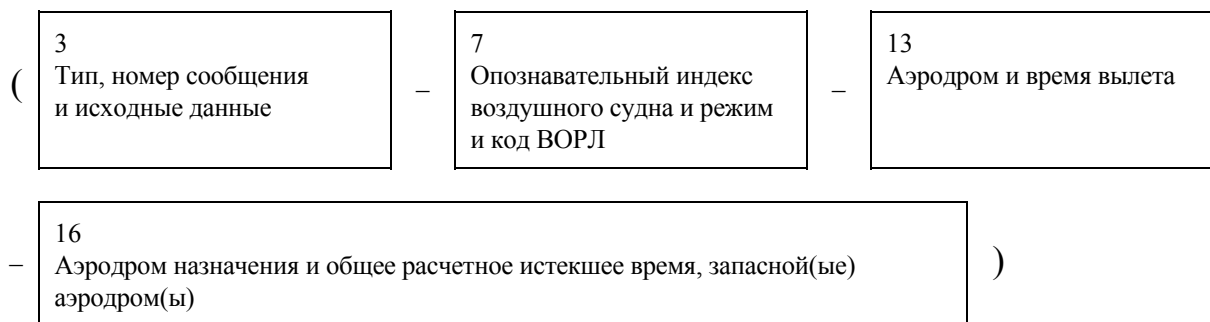 3
Тип, номер сообщения
и исходные данные
(
–
7
Опознавательный индекс
воздушного судна и режим
и код ВОРЛ
–
13
Аэродром и время вылета
–
16
Аэродром назначения и общее расчетное истекшее время, запасной(ые)
аэродром(ы)
)